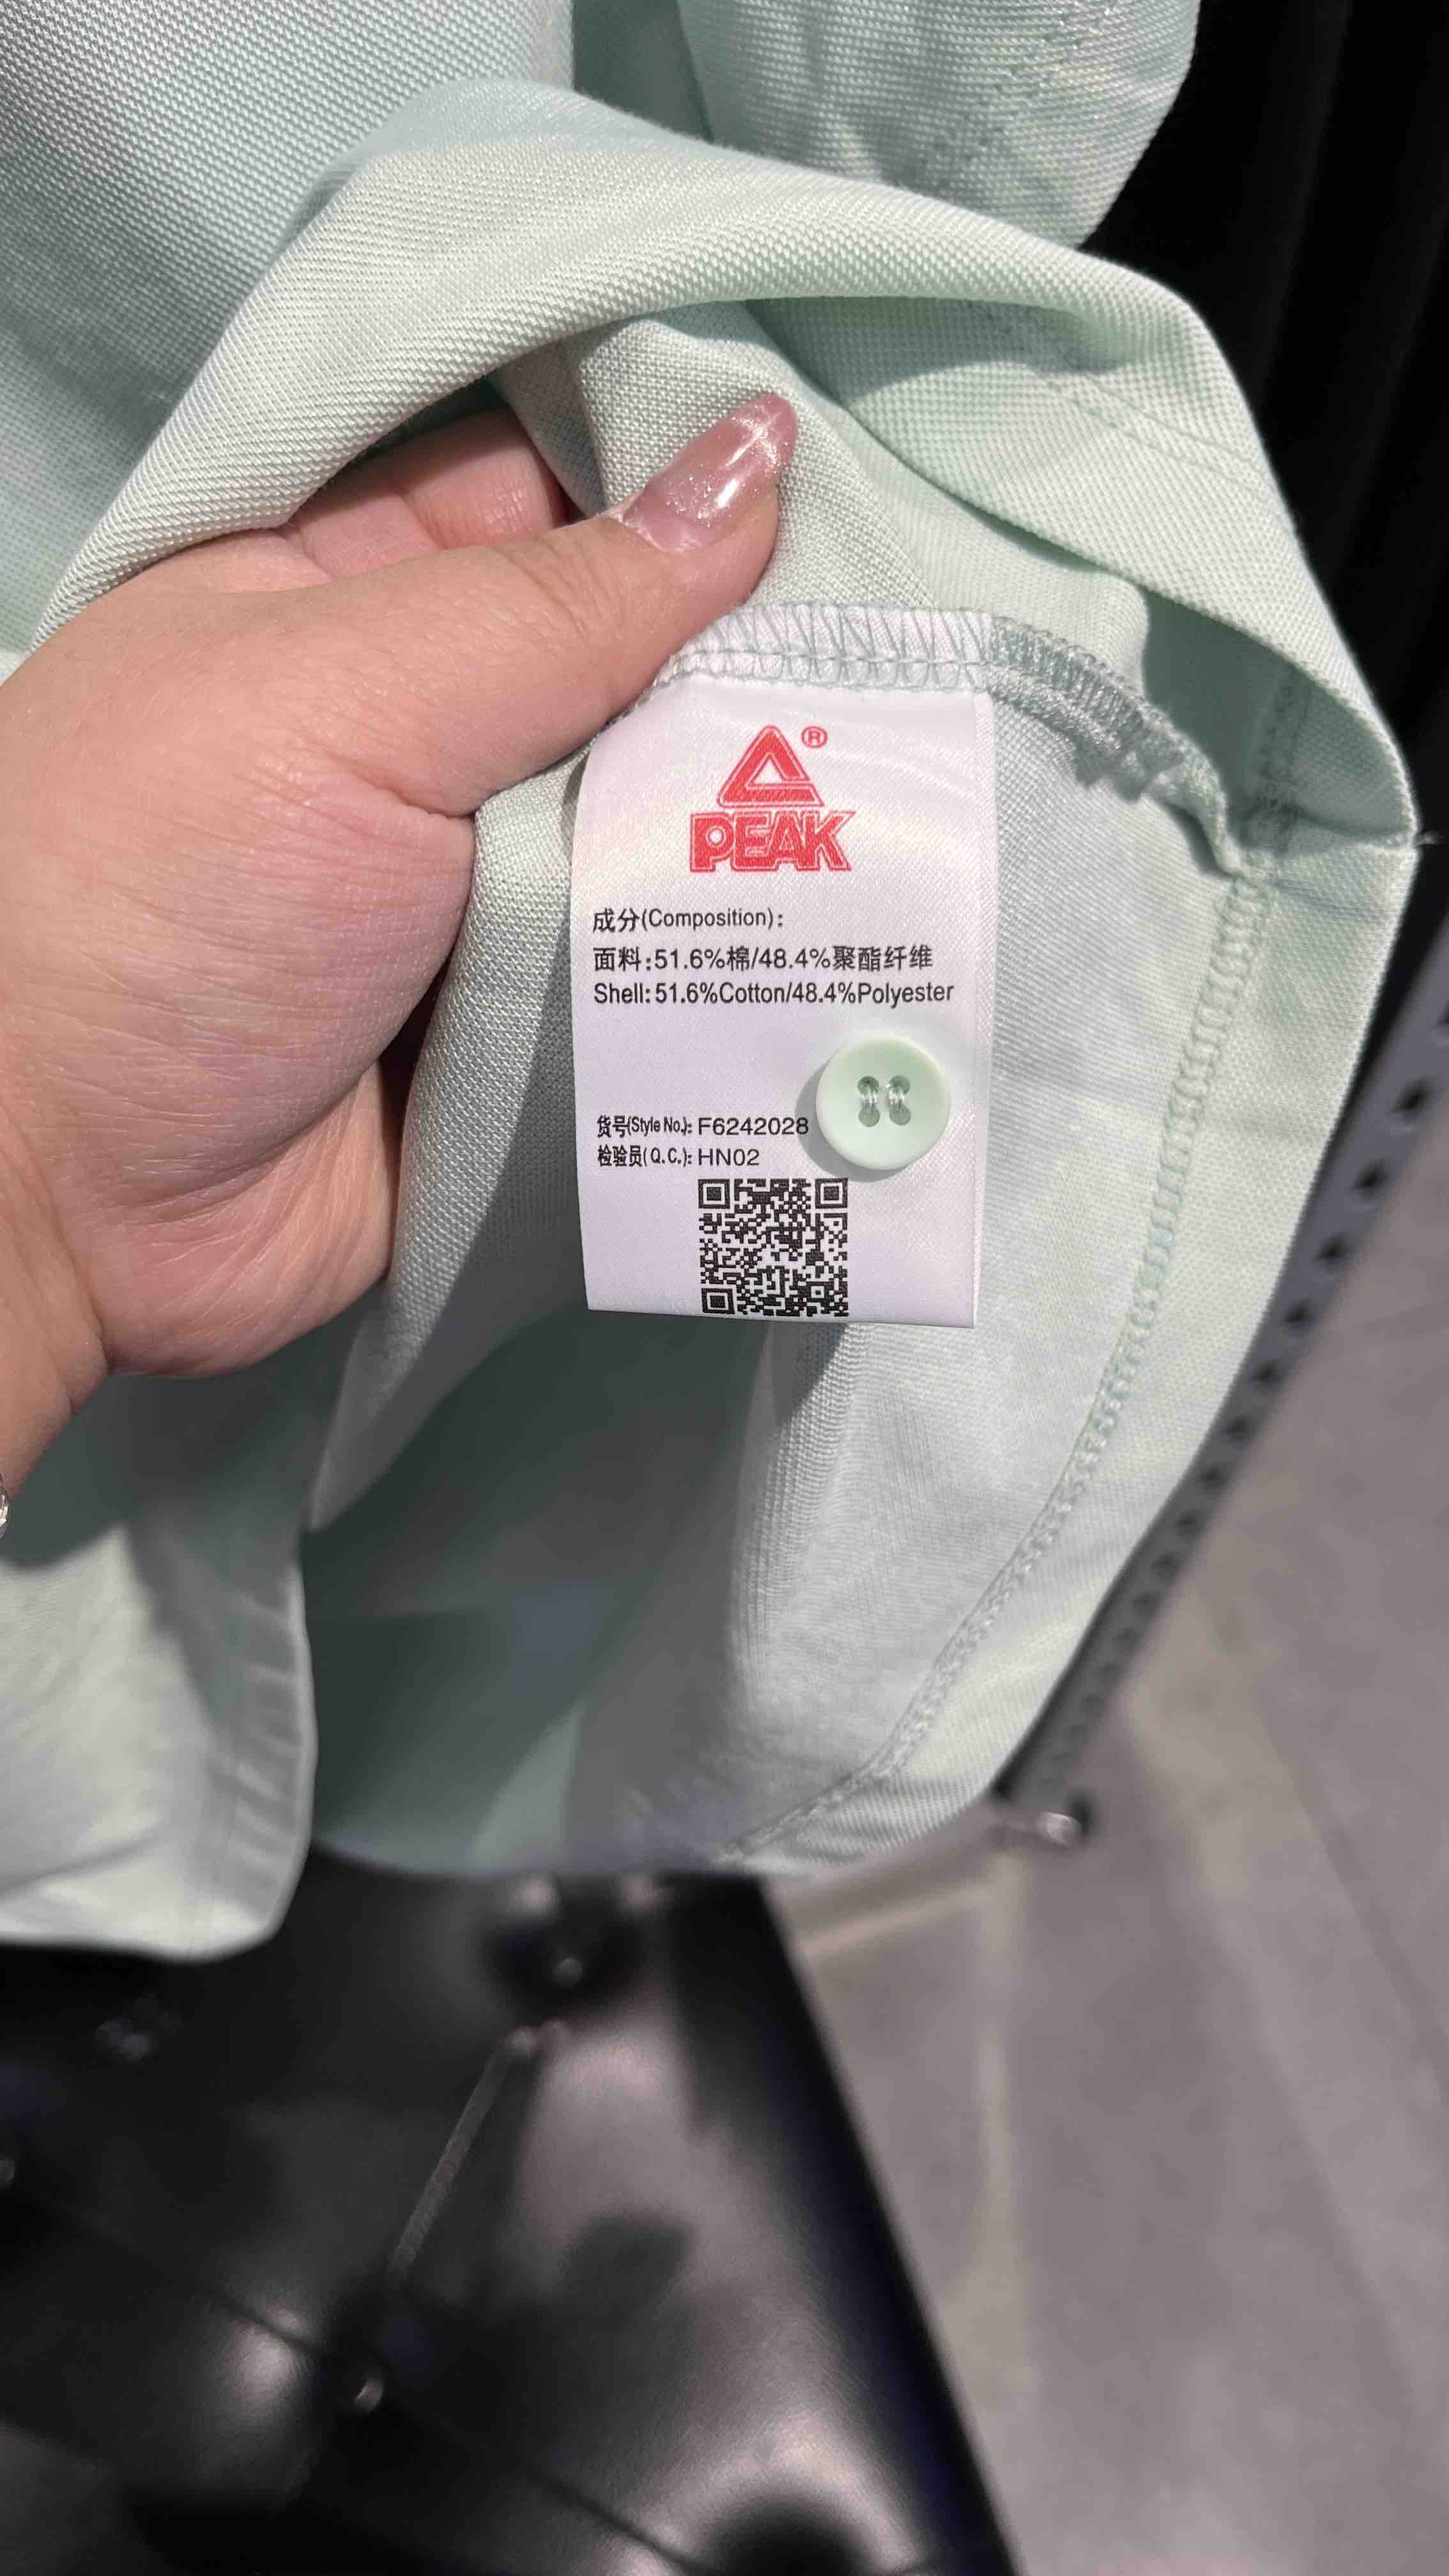 ®
PEAK
成分(Composition):
面料:51.6%棉/48.4%聚酯纤维
Shell:51.6%Cotton/48.4%Polyester
货号(Style No.): F6242028
检验员(Q.C.): HN02